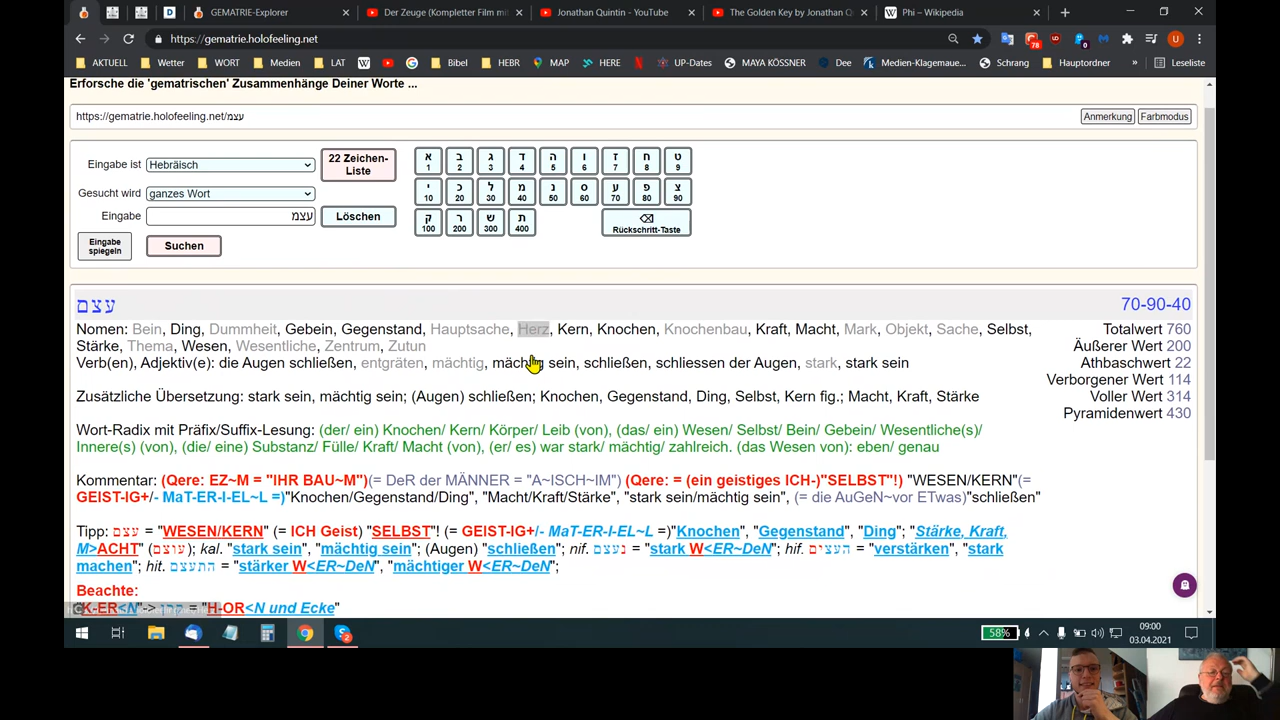 GEMATRIE-Explorer
Der Zeuge (Kompletter Film mi
Jonathan Quintin - YouTube
The Golden Key by Jonathan Q
Phi – Wikipedia
https://gematrie.holofeeling.net
78
0
U
AKTUELL
Wetter
WORT
Medien
LAT
Bibel
HEBR
MAP
HERE
UP-Dates
MAYA KÖSSNER
Dee
Medien-Klagemaue...
Schrang
Hauptordner
»
Leseliste
Erforsche die 'gematrischen' Zusammenhänge Deiner Worte ...
https://gematrie.holofeeling.net/עצמ
Anmerkung
Farbmodus
Eingabe ist
Hebräisch
22 Zeichen-
Liste
Gesucht wird
ganzes Wort
Eingabe
עצמ
Löschen
Eingabe
spiegeln
Suchen
א ב ג ד ה ו ז ח ט
1 2 3 4 5 6 7 8 9
י כ ל מ נ ס ע פ צ
10 20 30 40 50 60 70 80 90
ק ר ש ת
100 200 300 400
Rückschritt-Taste
עצם
70-90-40
Nomen: Bein, Ding, Dummheit, Gebein, Gegenstand, Hauptsache, Herz, Kern, Knochen, Knochenbau, Kraft, Macht, Mark, Objekt, Sache, Selbst,
Stärke, Thema, Wesen, Wesentliche, Zentrum, Zutun
Verb(en), Adjektiv(e): die Augen schließen, entgräten, mächtig, mächtig sein, schließen, schliessen der Augen, stark, stark sein
Totalwert 760
Äußerer Wert 200
Athbaschwert 22
Verborgener Wert 114
Voller Wert 314
Pyramidenwert 430
Zusätzliche Übersetzung: stark sein, mächtig sein; (Augen) schließen; Knochen, Gegenstand, Ding, Selbst, Kern fig.; Macht, Kraft, Stärke
Wort-Radix mit Präfix/Suffix-Lesung: (der/ ein) Knochen/ Kern/ Körper/ Leib (von), (das/ ein) Wesen/ Selbst/ Bein/ Gebein/ Wesentliche(s)/
Innere(s) (von), (die/ eine) Substanz/ Fülle/ Kraft/ Macht (von), (er/ es) war stark/ mächtig/ zahlreich. (das Wesen von): eben/ genau
Kommentar: (Qere: EZ~M = "IHR BAU~M")(= DeR der MÄNNER = "A~ISCH~IM") (Qere: = (ein geistiges ICH-)"SELBST"!) "WESEN/KERN"(=
GEIST-IG+/- MaT-ER-I-EL~L =)"Knochen/Gegenstand/Ding", "Macht/Kraft/Stärke", "stark sein/mächtig sein", (= die AuGeN~vor ETwas)"schließen"
Tipp: עצם = "WESEN/KERN" (= ICH Geist) "SELBST"! (= GEIST-IG+/- MaT-ER-I-EL~L =)"Knochen", "Gegenstand", "Ding"; "Stärke, Kraft,
M>ACHT" (עוצם); kal. "stark sein", "mächtig sein"; (Augen) "schließen"; nif. נעצם = "stark W<ER~DeN"; hif. העצים = "verstärken", "stark
machen"; hit. התעצם = "stärker W<ER~DeN", "mächtiger W<ER~DeN";
Beachte:
"K-ER<N"-> קרן = "H-OR<N und Ecke"
58%
09:00
03.04.2021